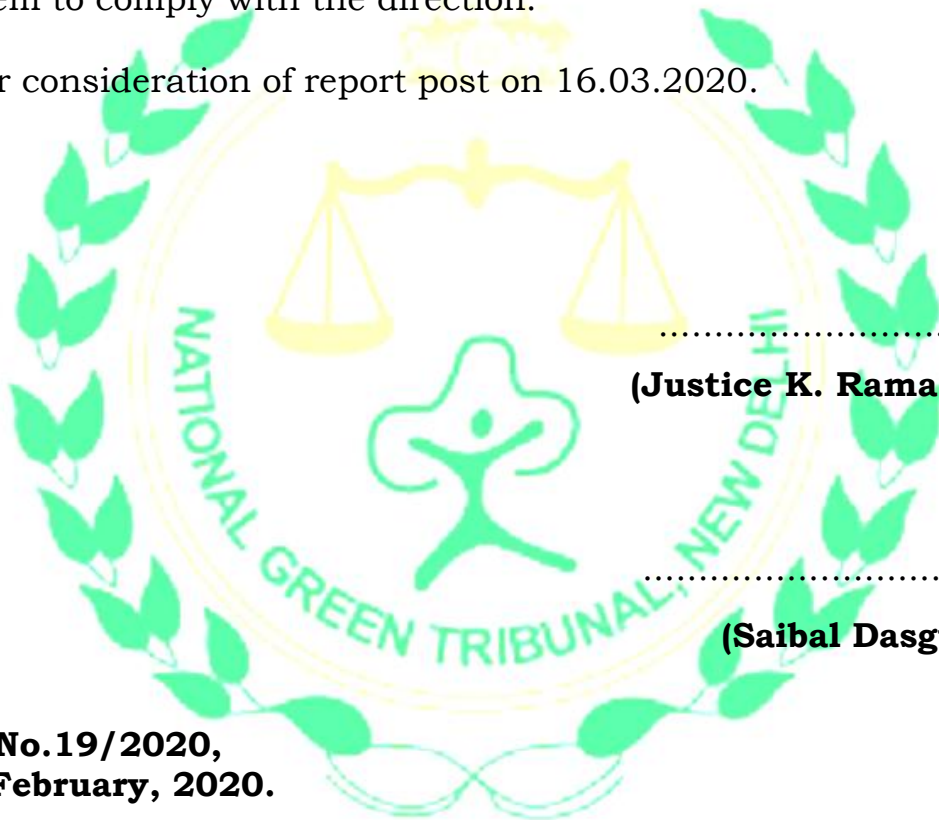 to comply with the direction.
consideration of report post on 16.03.2020.
NATIONAL GREEN TRIBUNAL, NEW DELHI
................................
(Justice K. Rama
................................
(Saibal Dasg
No.19/2020,
February, 2020.